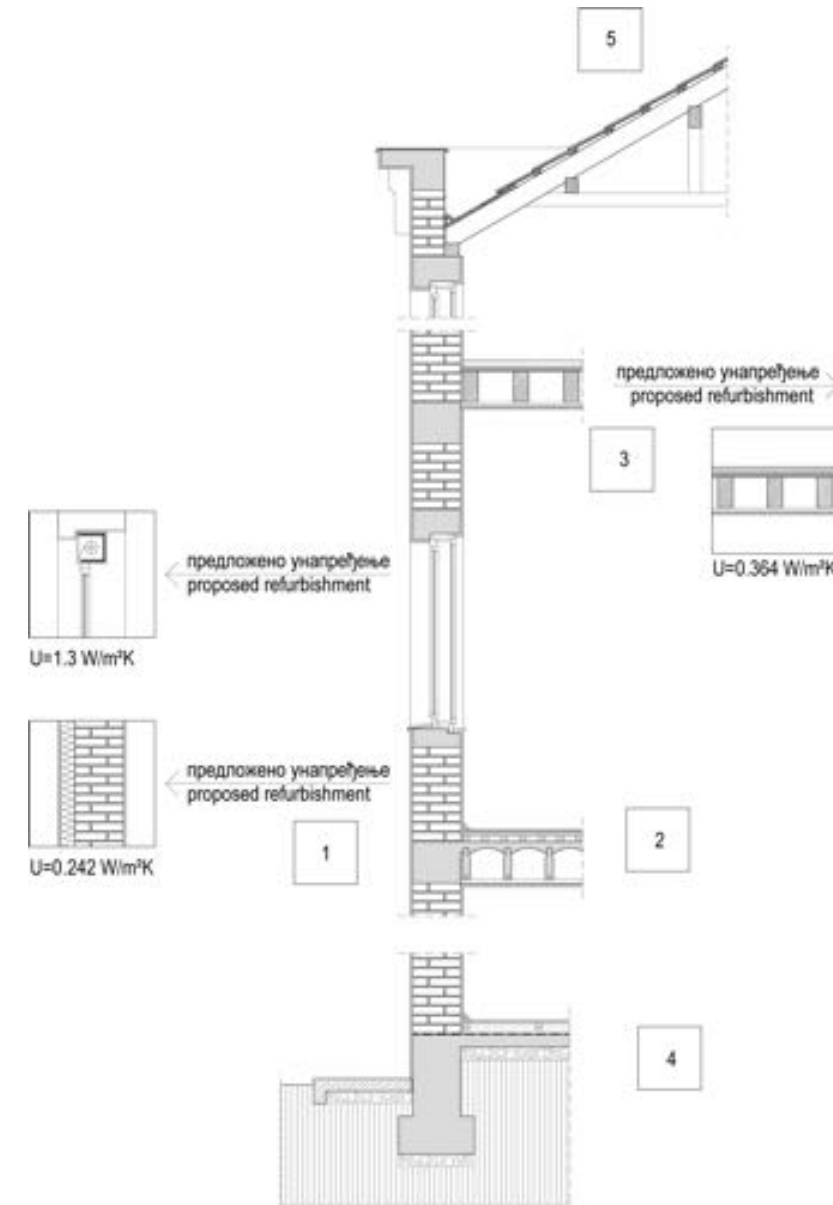 5
предложено унапређење
proposed refurbishment
3
U=0.364 W/m²K
предложено унапређење
proposed refurbishment
U=1.3 W/m²K
предложено унапређење
proposed refurbishment
1
2
U=0.242 W/m²K
4